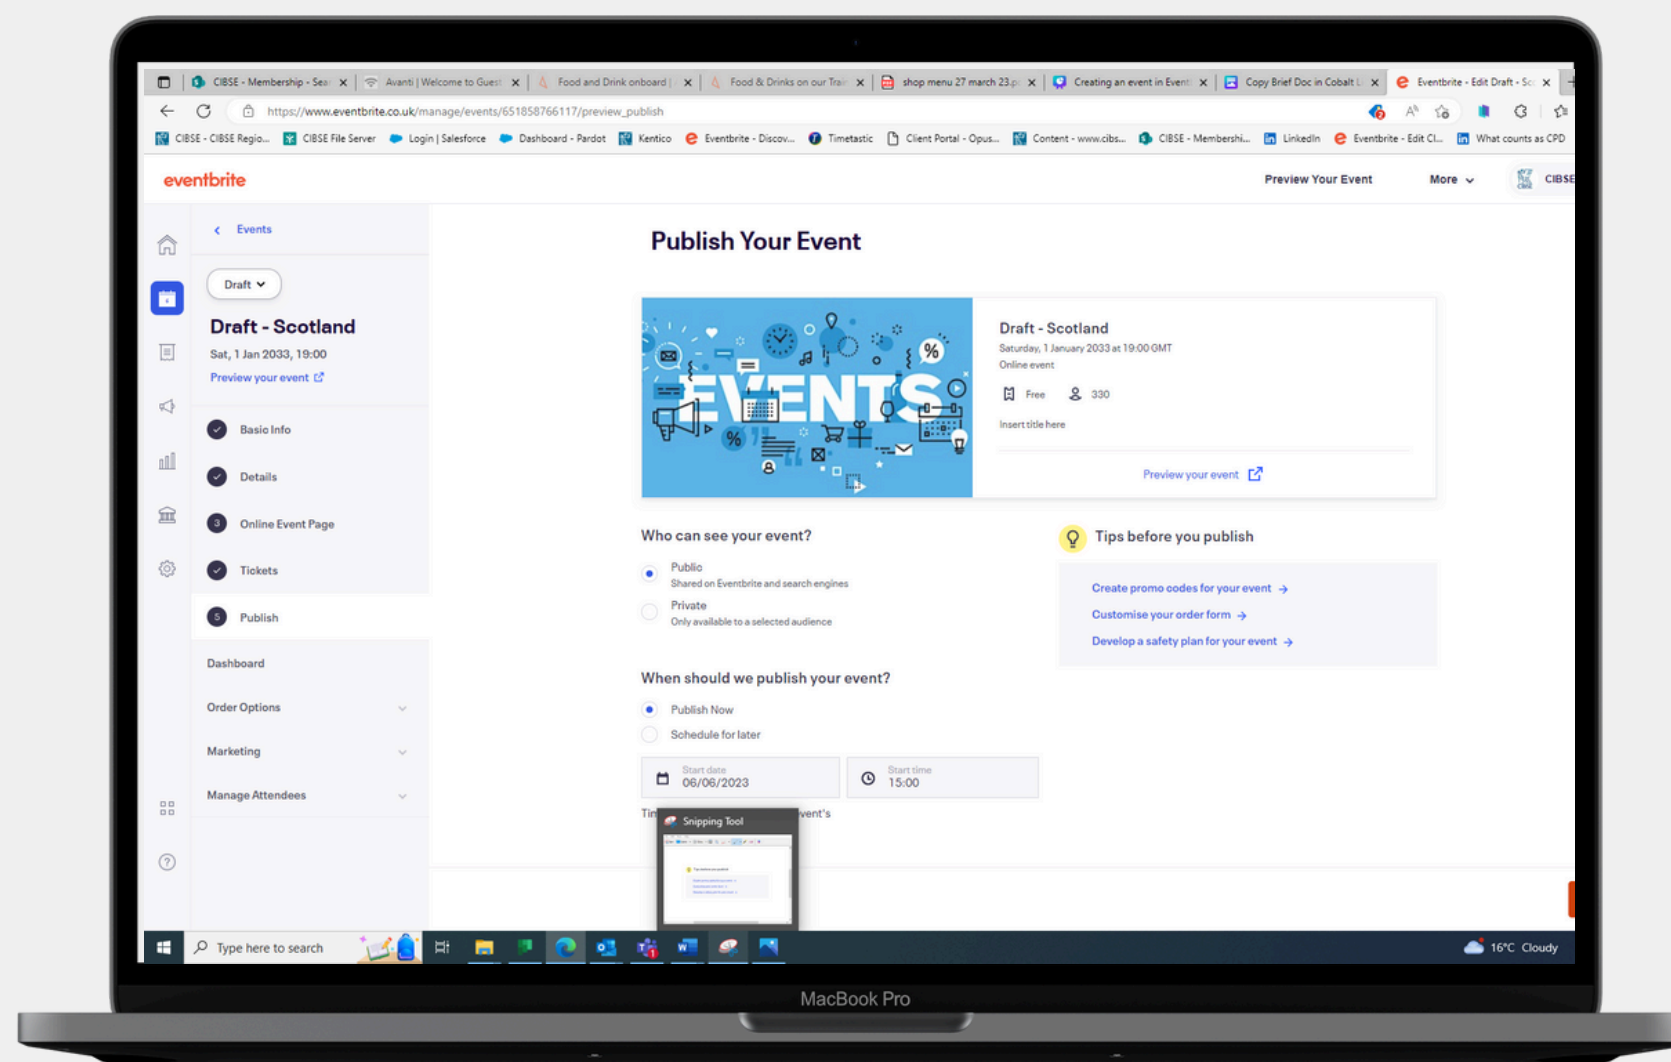 CIBSE - Membership - Sea
Avanti | Welcome to Guest
Food and Drink onboard |
Food & Drinks on our Train
shop menu 27 march 23.p
Creating an event in Event
Copy Brief Doc in Cobalt
Eventbrite - Edit Draft - Sc
https://www.eventbrite.co.uk/manage/events/651858766117/preview_publish
CIBSE - CIBSE Regio...
CIBSE File Server
Login | Salesforce
Dashboard - Pardot
Kentico
Eventbrite - Discov...
Timetastic
Client Portal - Opus...
Content - www.cibs...
CIBSE - Membershi...
LinkedIn
Eventbrite - Edit Cl...
What counts as CPD
eventbrite
Preview Your Event
More
CIBSE
Events
Draft
Draft - Scotland
Sat, 1 Jan 2033, 19:00
Preview your event
Basic Info
Details
3 Online Event Page
Tickets
5 Publish
Dashboard
Order Options
Marketing
Manage Attendees
Publish Your Event
EVENTS
%
%
Draft - Scotland
Saturday, 1 January 2033 at 19:00 GMT
Online event
Free 330
Insert title here
Preview your event
Who can see your event?
Public
Shared on Eventbrite and search engines
Private
Only available to a selected audience
Tips before you publish
Create promo codes for your event →
Customise your order form →
Develop a safety plan for your event →
When should we publish your event?
Publish Now
Schedule for later
Start date
06/06/2023
Start time
15:00
Tim
vent's
Snipping Tool
Type here to search
16°C Cloudy
MacBook Pro